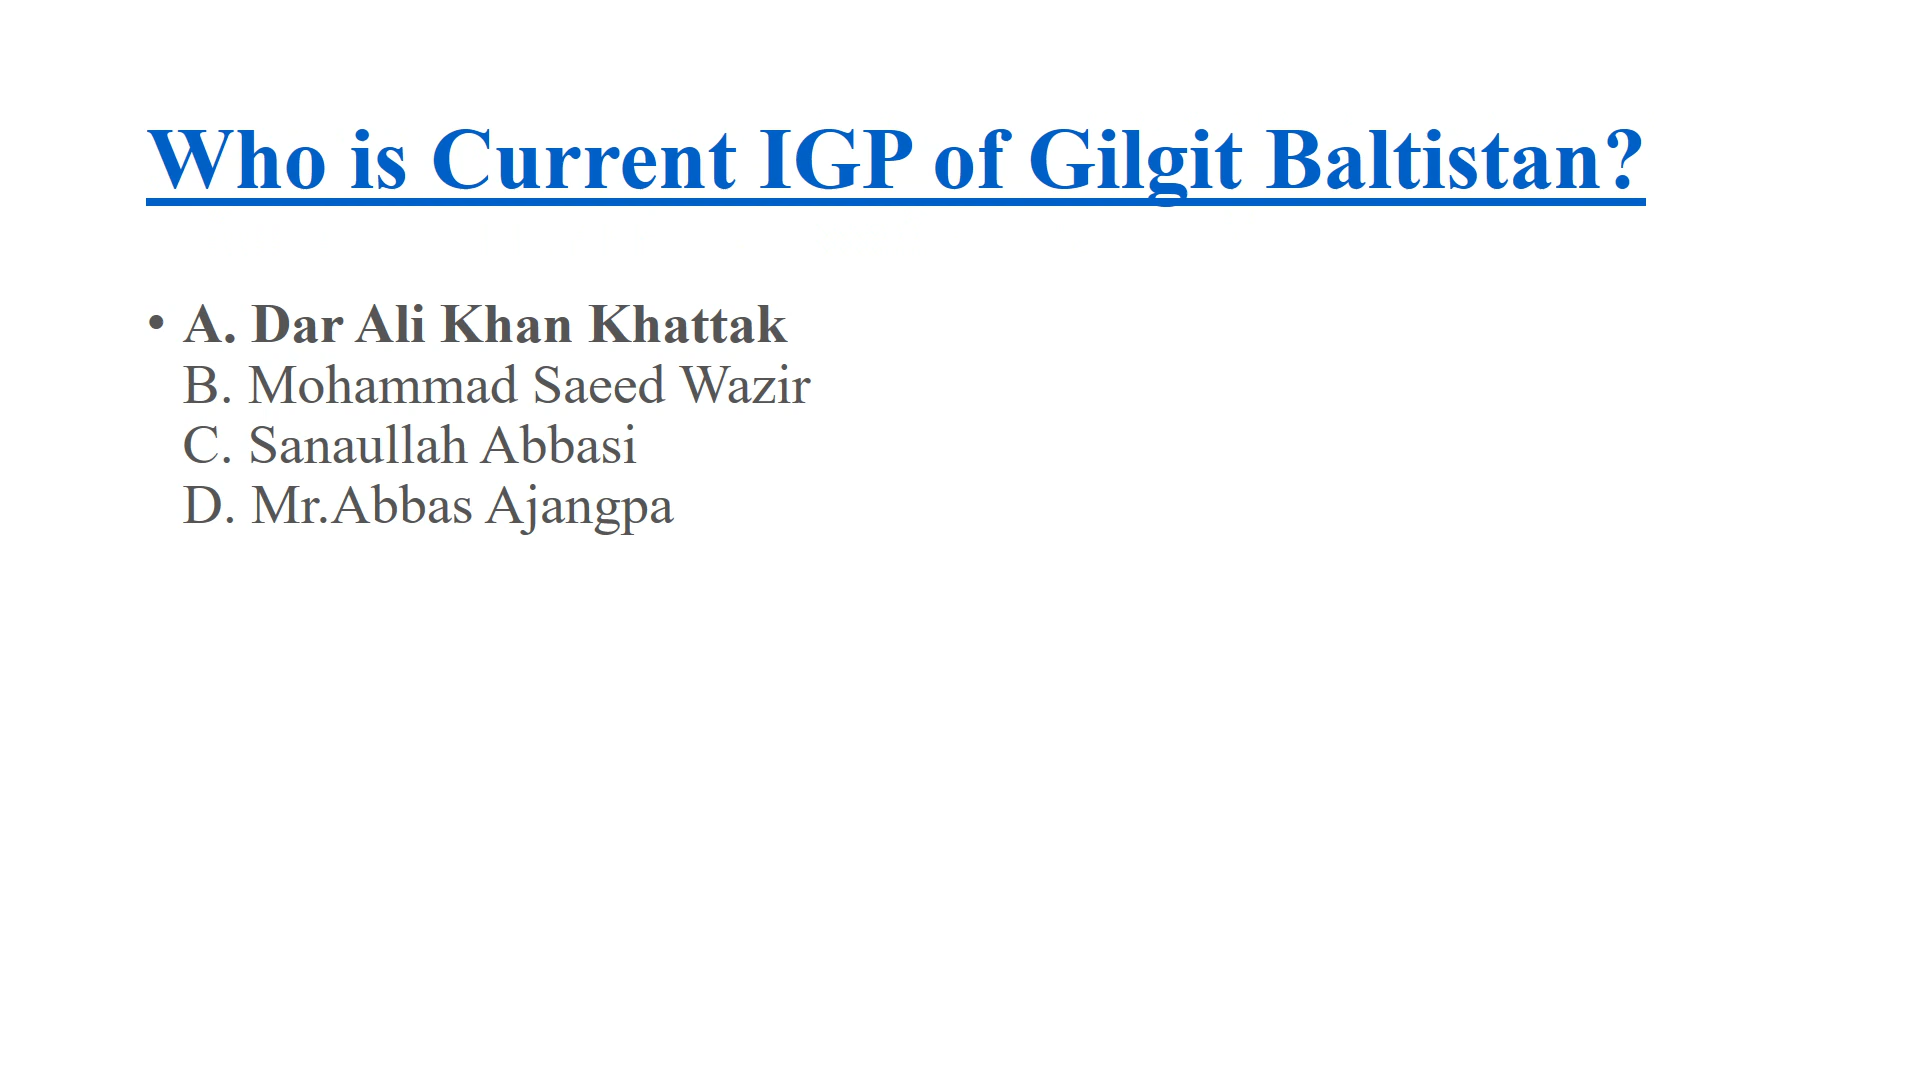 Who is Current IGP of Gilgit Baltistan?
• A. Dar Ali Khan Khattak
B. Mohammad Saeed Wazir
C. Sanaullah Abbasi
D. Mr.Abbas Ajangpa